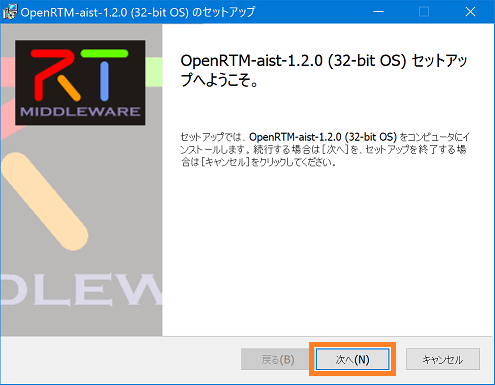 OpenRTM-aist-1.2.0 (32-bit OS) のセットアップ
RT
MIDDLEWARE
OpenRTM-aist-1.2.0 (32-bit OS) セットアッ
プへようこそ。
セットアップでは、OpenRTM-aist-1.2.0 (32-bit OS) をコンピュータにイ
ンストールします。続行する場合は［次へ］を、セットアップを終了する場
合は［キャンセル］をクリックしてください。
DLEW
戻る(B)
次へ(N)
キャンセル